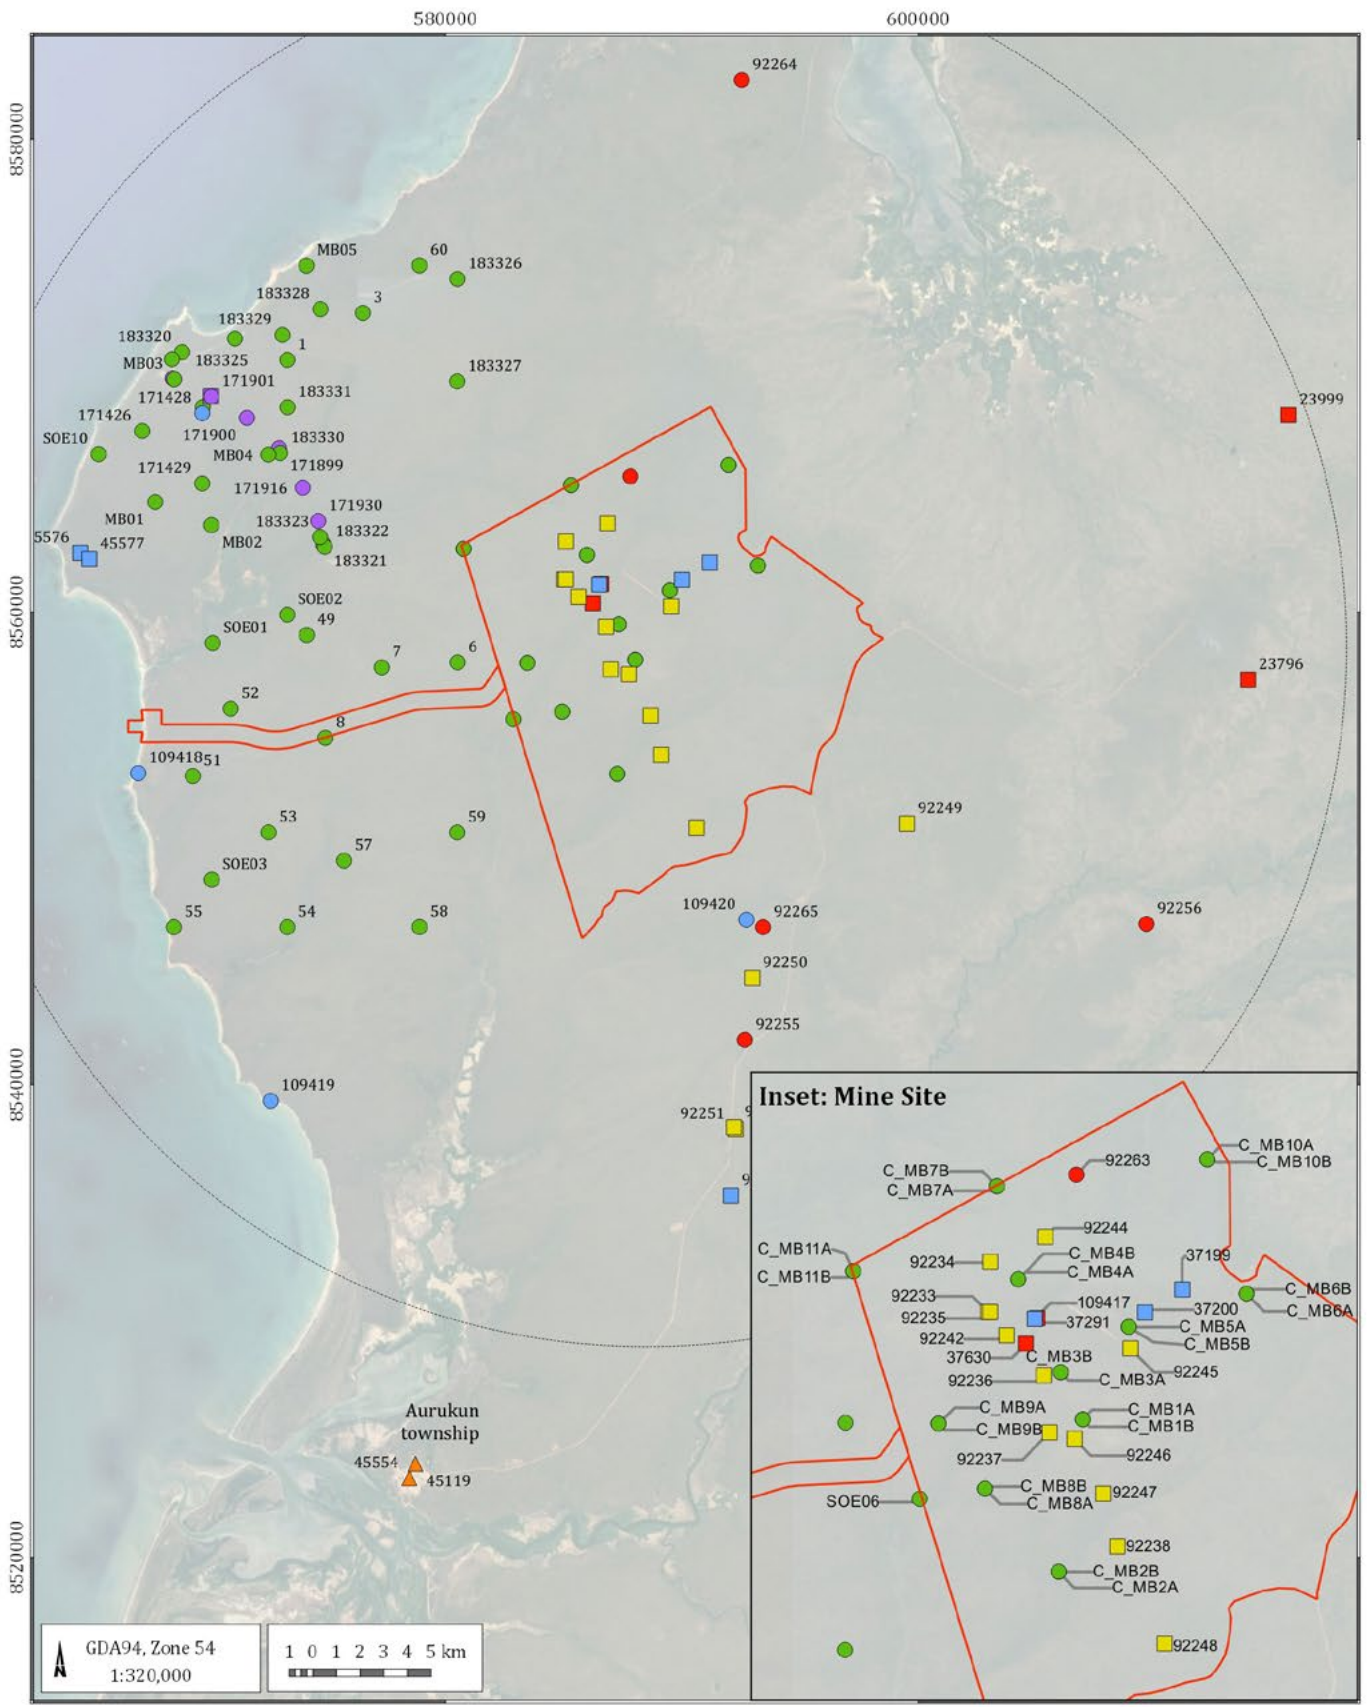 580000
600000
8580000
8560000
8540000
8520000
92264
MB05
60
183326
183328
3
183329
183320
1
MB03
183325
183327
171901
171428
183331
171426
23999
171900
SOE10
183330
MB04
171899
171429
171916
171930
MB01
183323
183322
5576
45577
MB02
183321
SOE02
SOE01
49
7
6
23796
52
8
109418
51
53
59
92249
57
SOE03
109420
92265
92256
55
54
58
92250
92255
109419
92251
9
9
Aurukun
township
45554
45119
GDA94, Zone 54
1:320,000
1 0 1 2 3 4 5 km
Inset: Mine Site
C_MB10A
C_MB10B
92263
C_MB7B
C_MB7A
92244
C_MB11A
C_MB4B
92234
C_MB4A
37199
C_MB11B
C_MB6B
92233
109417
37200
C_MB6A
92235
37291
C_MB5A
92242
C_MB5B
37630
C_MB3B
92245
92236
C_MB3A
C_MB9A
C_MB1A
C_MB9B
C_MB1B
92237
92246
C_MB8B
92247
SOE06
C_MB8A
92238
C_MB2B
C_MB2A
92248